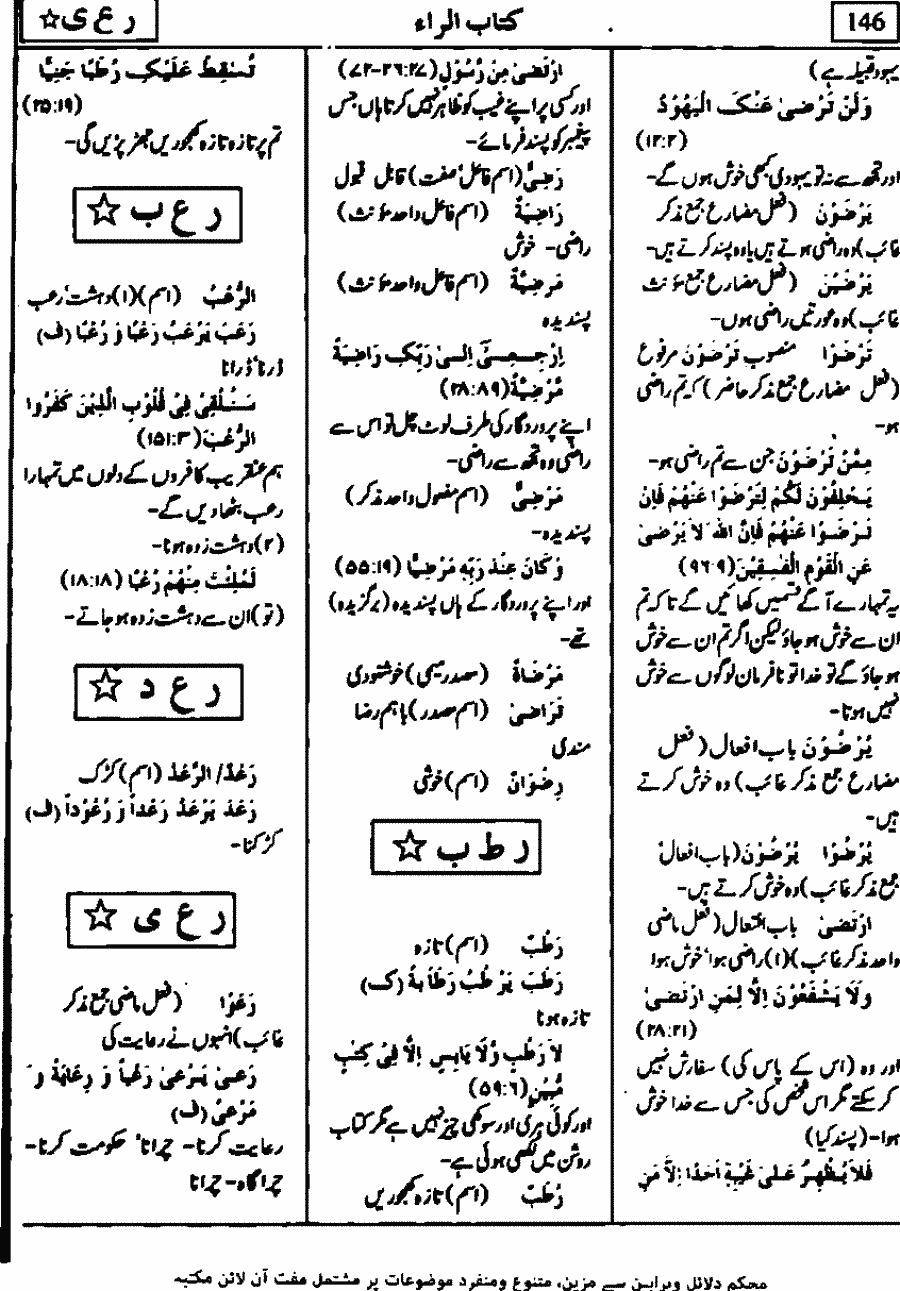 146
کتاب الراء
ر ع ی ☆
یہود قبیلہ ہے)
وَلَنْ تَرْضٰی عَنْکَ الْیَهُوْدُ
(۱۲:۲)
اور تجھ سے نہ تو یہودی کبھی خوش ہوں گے۔
یَرْضَوْنَ (فعل مضارع جمع مذکر
غائب) وہ راضی ہوتے ہیں یا وہ پسند کرتے ہیں۔
یَرْضَیْنَ (فعل مضارع جمع مؤنث
غائب) وہ عورتیں راضی ہوں۔
تَرْضَوْا منصوب تَرْضَوْنَ مرفوع
(فعل مضارع جمع مذکر حاضر) کہ تم راضی
ہو۔
مِمَّنْ تَرْضَوْنَ جن سے تم راضی ہو۔
یَحْلِفُوْنَ لَکُمْ لِتَرْضَوْا عَنْهُمْ فَاِنْ
تَرْضَوْا عَنْهُمْ فَاِنَّ اللّٰهَ لَا یَرْضٰی
عَنِ الْقَوْمِ الْفٰسِقِیْنَ (۹۶:۹)
یہ تمہارے آگے قسمیں کھائیں گے تاکہ تم
ان سے خوش ہو جاؤ لیکن اگر تم ان سے خوش
ہو جاؤ گے تو خدا تو نافرمان لوگوں سے خوش
نہیں ہوتا۔
یُرْضُوْنَ باب افعال (فعل
مضارع جمع مذکر غائب) وہ خوش کرتے
ہیں۔
یُرْضُوْا یُرْضُوْنَ (باب افعال
جمع مذکر غائب) وہ خوش کرتے ہیں۔
ارْتَضٰی باب افتعال (فعل ماضی
واحد مذکر غائب) (۱) راضی ہوا‘ خوش ہوا
وَلَا یَشْفَعُوْنَ اِلَّا لِمَنِ ارْتَضٰی
(۲۸:۲۱)
اور وہ (اس کے پاس کی) سفارش نہیں
کر سکتے مگر اس شخص کی جس سے خدا خوش
ہوا۔ (پسند کیا)
فَلَا یُظْهِرُ عَلٰی غَیْبِهٖ اَحَدًا اِلَّا مَنِ
ارْتَضٰی مِنْ رَّسُوْلٍ (۷۲-۲۶:۲۷)
اور کسی پر اپنے غیب کو ظاہر نہیں کرتا ہاں جس
پیغمبر کو پسند فرمائے۔
رَضِیٌّ (اسم فاعل‘ صفت) قائل قبول
رَاضِیَةٌ (اسم فاعل واحد مؤنث)
راضی۔ خوش
مَرْضِیَّةٌ (اسم فاعل واحد مؤنث)
پسندیدہ
اِرْجِعِیْٓ اِلٰی رَبِّکِ رَاضِیَةً
مَّرْضِیَّةً (۲۸:۸۹)
اپنے پروردگار کی طرف لوٹ چل تو اس سے
راضی وہ تجھ سے راضی۔
مَرْضِیٌّ (اسم مفعول واحد مذکر)
پسندیدہ۔
وَکَانَ عِنْدَ رَبِّهٖ مَرْضِیًّا (۵۵:۱۹)
اور اپنے پروردگار کے ہاں پسندیدہ (برگزیدہ)
تھے۔
مَرْضَاةٌ (مصدر میمی) خوشنودی
تَرَاضٍی (اسم مصدر) باہم رضا
مندی
رِضْوَانٌ (اسم) خوشی
ر ط ب ☆
رَطْبٌ (اسم) تازہ
رَطَبَ یَرْطُبُ رَطَابَةً (ک)
تازہ ہونا
لَا رَطْبٍ وَّلَا یَابِسٍ اِلَّا فِیْ کِتٰبٍ
مُّبِیْنٍ (۵۹:۶)
اور کوئی ہری اور سوکھی چیز نہیں ہے مگر کتاب
روشن میں لکھی ہوئی ہے۔
رُطَبٌ (اسم) تازہ کھجوریں
تُسٰقِطْ عَلَیْکِ رُطَبًا جَنِیًّا
(۲۵:۱۹)
تم پر تازہ تازہ کھجوریں جھڑ پڑیں گی۔
ر ع ب ☆
الرُّعْبُ (اسم) (۱) دہشت‘ رعب
رَعَبَ یَرْعَبُ رَعْبًا وَ رُعْبًا (ف)
ڈرنا‘ ڈرانا
سَنُلْقِیْ فِیْ قُلُوْبِ الَّذِیْنَ کَفَرُوا
الرُّعْبَ (۱۵۱:۳)
ہم عنقریب کافروں کے دلوں میں تمہارا
رعب بٹھا دیں گے۔
(۲) دہشت زدہ ہونا۔
لَمُلِئْتَ مِنْهُمْ رُعْبًا (۱۸:۱۸)
(تو) ان سے دہشت زدہ ہو جاتے۔
ر ع د ☆
رَعْدٌ/ الرَّعْدُ (اسم) کڑک
رَعَدَ یَرْعَدُ رَعْداً وَ رُعُوْداً (ف)
کڑکنا۔
ر ع ی ☆
رَعَوْا (فعل ماضی جمع مذکر
غائب) انہوں نے رعایت کی
رَعٰی یَرْعٰی رَعْیاً وَ رِعَایَةً وَ
مَرْعٰی (ف)
رعایت کرنا۔ چرانا‘ حکومت کرنا۔
چراگاہ۔ چرانا
محکم دلائل وبراہین سے مزین، متنوع ومنفرد موضوعات پر مشتمل مفت آن لائن مکتبہ